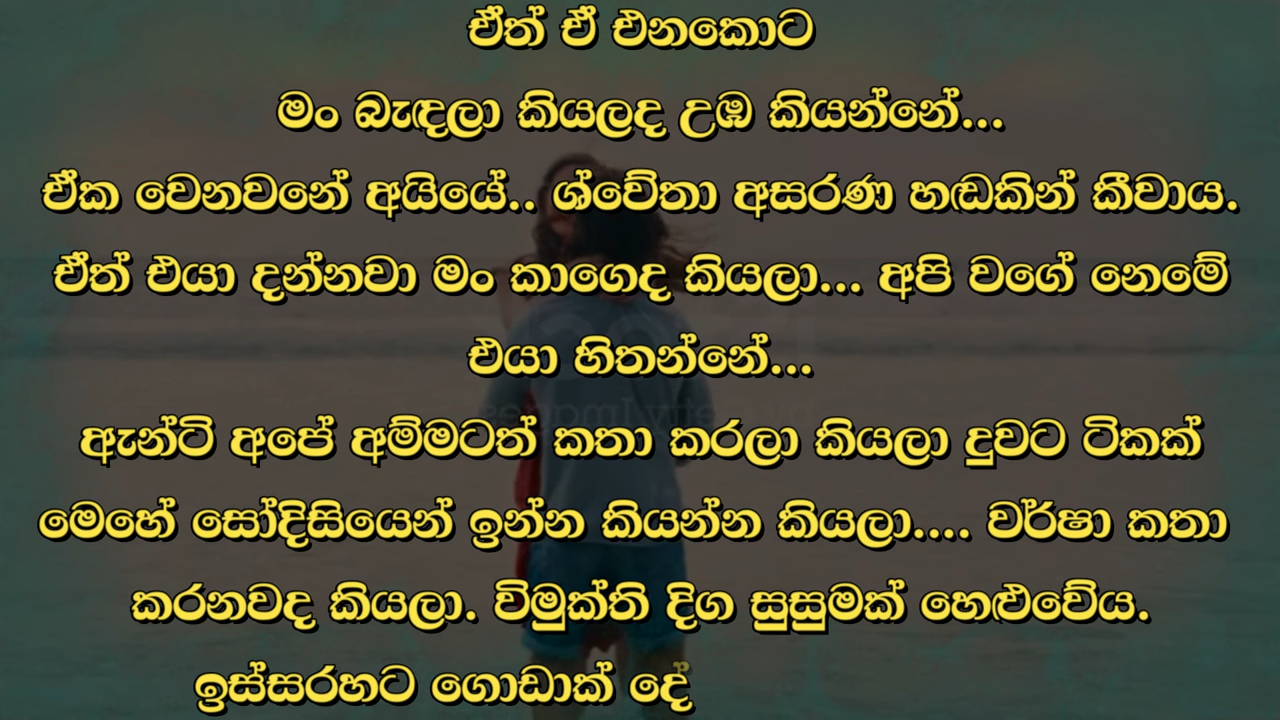 ඒත් ඒ එනකොට
මං බැඳලා කියලද උඹ කියන්නේ...
ඒක වෙනවනේ අයියේ.. ශ්වේතා අසරණ හඬකින් කීවාය.
ඒත් එයා දන්නවා මං කාගෙද කියලා... අපි වගේ නෙමේ
එයා හිතන්නේ...
ඇන්ටි අපේ අම්මටත් කතා කරලා කියලා දුවට ටිකක්
මෙහේ සෝදිසියෙන් ඉන්න කියන්න කියලා.... වර්ෂා කතා
කරනවද කියලා. විමුක්ති දිග සුසුමක් හෙළුවේය.
ඉස්සරහට ගොඩාක් දේ